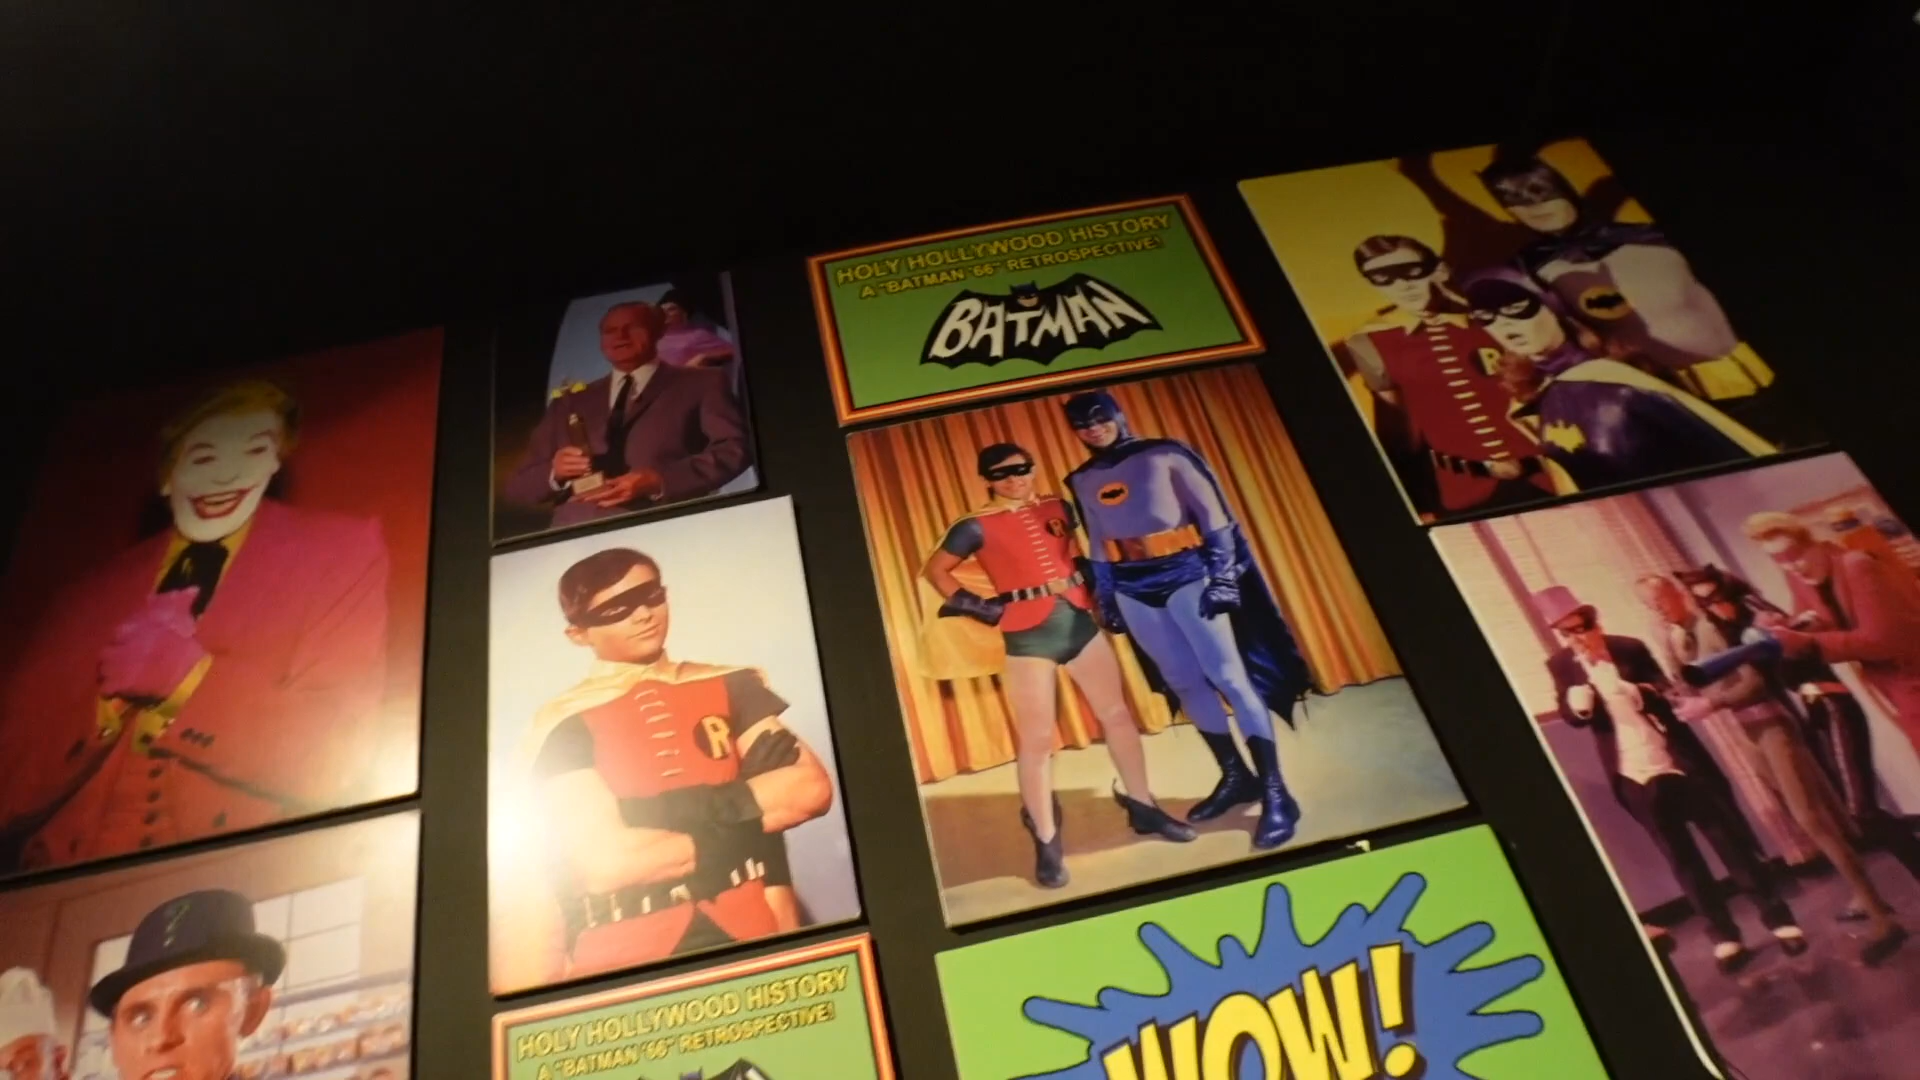 HOLY HOLLYWOOD HISTORY
A "BATMAN '66" RETROSPECTIVE!
BATMAN
R
R
R
?
HOLY HOLLYWOOD HISTORY
A "BATMAN '66" RETROSPECTIVE!
WOW!